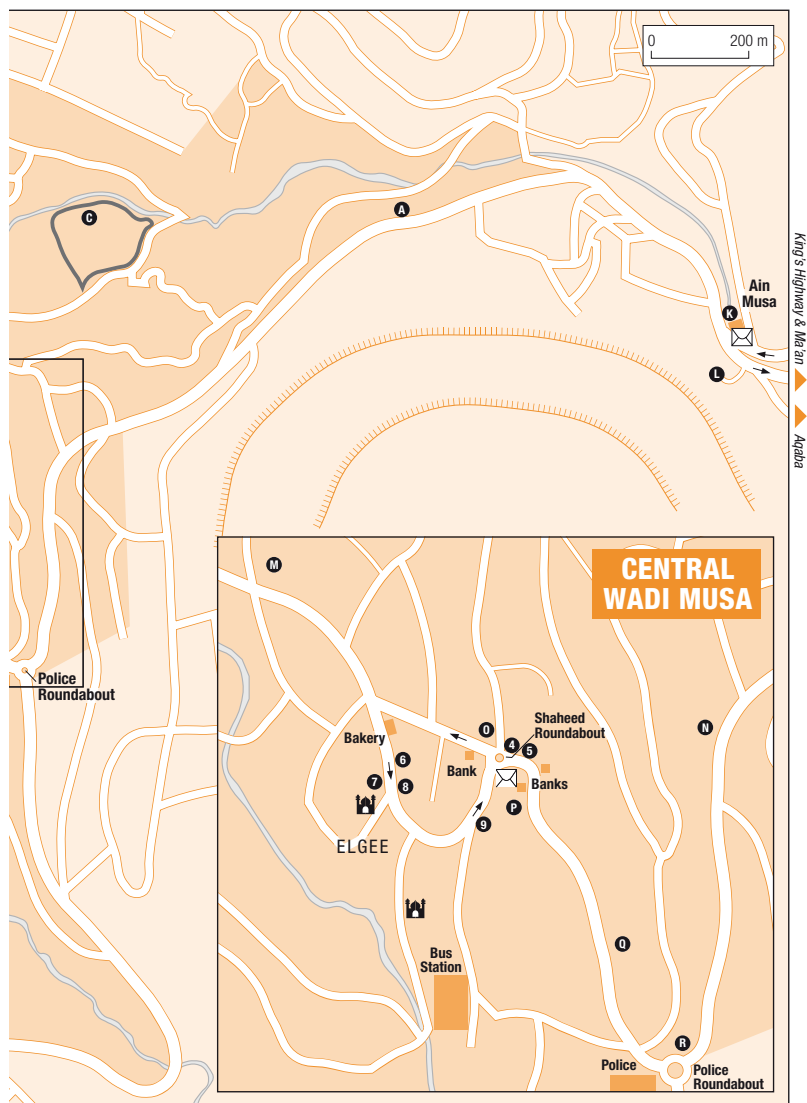 0 200 m
C
A
King's Highway & Ma'an
Ain
Musa
K
L
Aqaba
Police
Roundabout
CENTRAL
WADI MUSA
M
N
O
Shaheed
Roundabout
4
5
Bakery
6
Bank
7
8
Banks
P
9
ELGEE
Q
Bus
Station
R
Police
Police
Roundabout